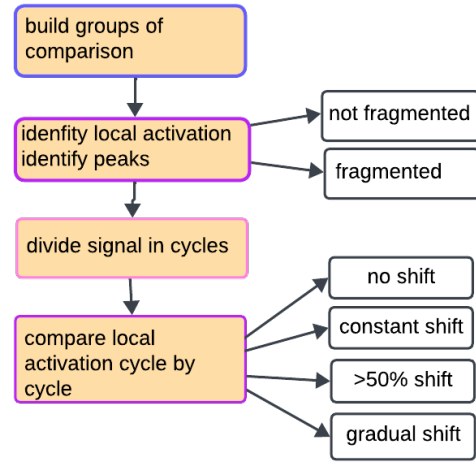 build groups of
comparison
idenfity local activation
identify peaks
not fragmented
fragmented
divide signal in cycles
compare local
activation cycle by
cycle
no shift
constant shift
>50% shift
gradual shift